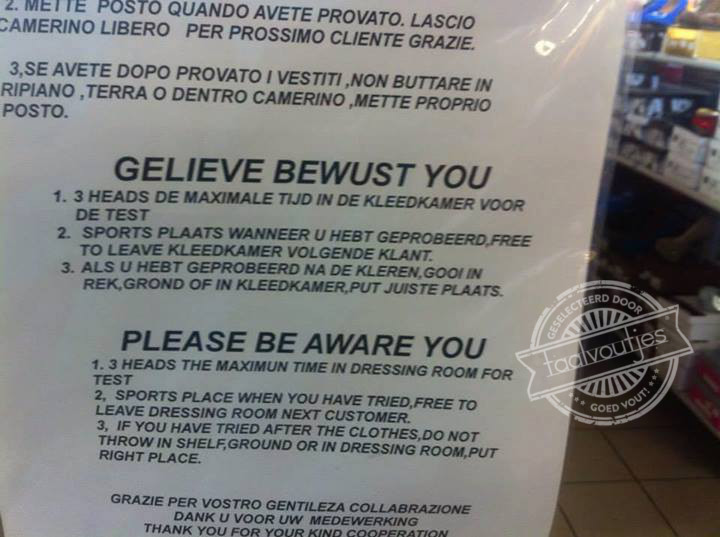 2. METTE POSTO QUANDO AVETE PROVATO. LASCIO
CAMERINO LIBERO PER PROSSIMO CLIENTE GRAZIE.
3,SE AVETE DOPO PROVATO I VESTITI ,NON BUTTARE IN
RIPIANO ,TERRA O DENTRO CAMERINO ,METTE PROPRIO
POSTO.
GELIEVE BEWUST YOU
1. 3 HEADS DE MAXIMALE TIJD IN DE KLEEDKAMER VOOR
DE TEST
2. SPORTS PLAATS WANNEER U HEBT GEPROBEERD,FREE
TO LEAVE KLEEDKAMER VOLGENDE KLANT.
3. ALS U HEBT GEPROBEERD NA DE KLEREN,GOOI IN
REK,GROND OF IN KLEEDKAMER,PUT JUISTE PLAATS.
PLEASE BE AWARE YOU
1. 3 HEADS THE MAXIMUN TIME IN DRESSING ROOM FOR
TEST
2, SPORTS PLACE WHEN YOU HAVE TRIED,FREE TO
LEAVE DRESSING ROOM NEXT CUSTOMER.
3, IF YOU HAVE TRIED AFTER THE CLOTHES,DO NOT
THROW IN SHELF,GROUND OR IN DRESSING ROOM,PUT
RIGHT PLACE.
GRAZIE PER VOSTRO GENTILEZA COLLABRAZIONE
DANK U VOOR UW MEDEWERKING
THANK YOU FOR YOUR KIND COOPERATION
GESELECTEERD DOOR
taalvoutjes
GOED VOUT!